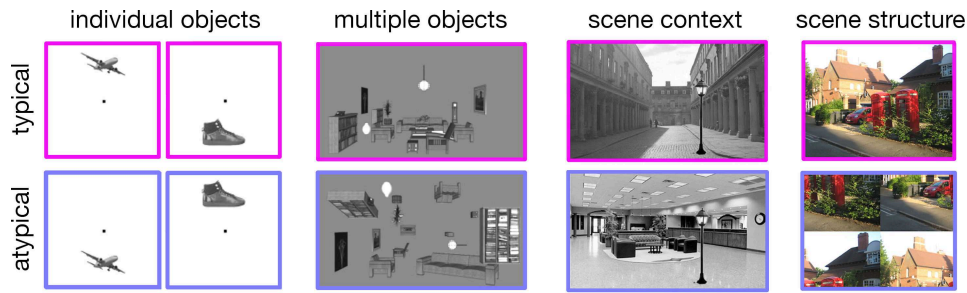 individual objects
multiple objects
scene context
scene structure
typical
atypical